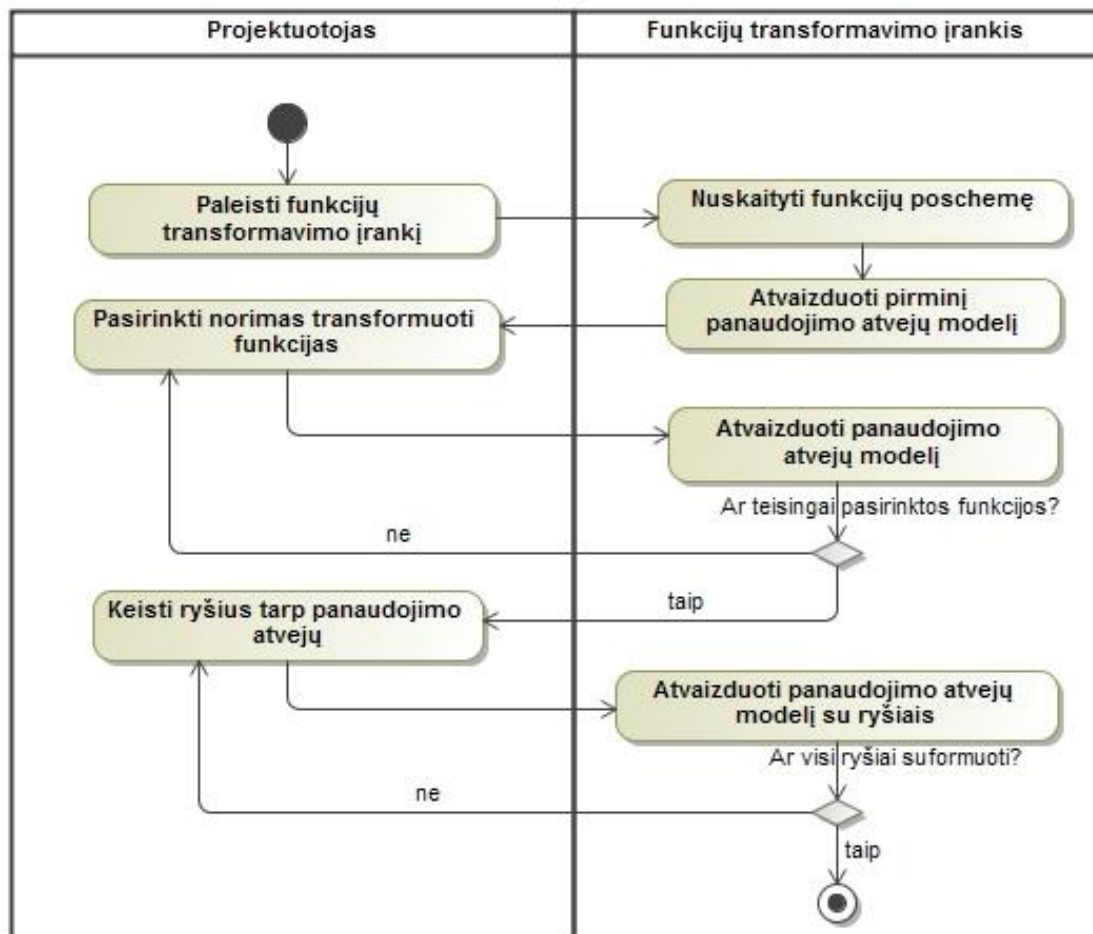 Projektuotojas
Funkcijų transformavimo įrankis
Paleisti funkcijų
transformavimo įrankį
Nuskaityti funkcijų poschemę
Atvaizduoti pirminį
panaudojimo atvejų modelį
Pasirinkti norimas transformuoti
funkcijas
Atvaizduoti panaudojimo
atvejų modelį
Ar teisingai pasirinktos funkcijos?
ne
taip
Keisti ryšius tarp panaudojimo
atvejų
Atvaizduoti panaudojimo atvejų
modelį su ryšiais
Ar visi ryšiai suformuoti?
ne
taip